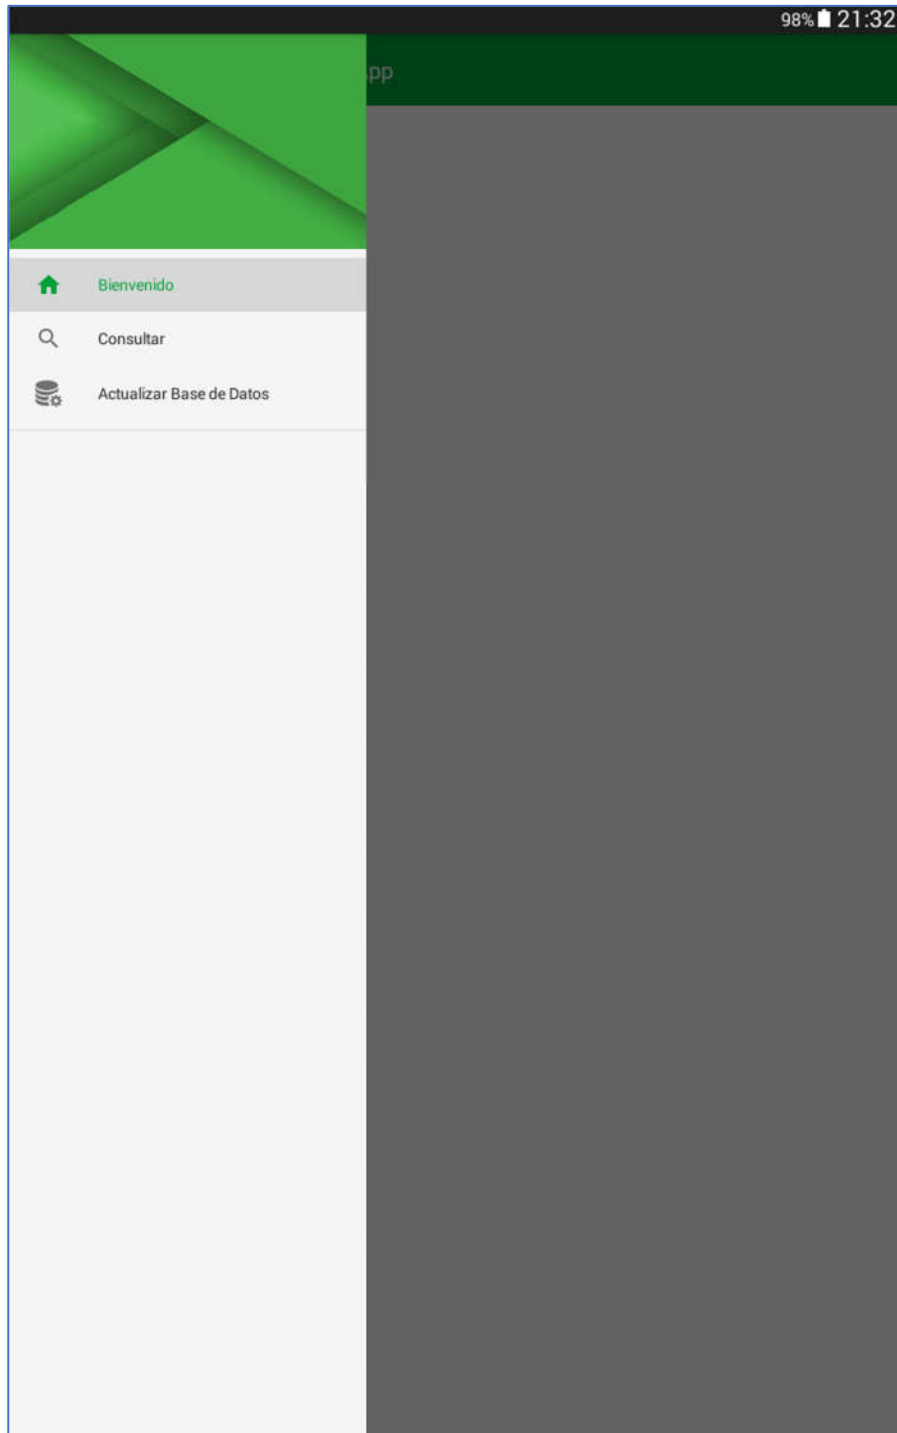 98% 21:32
pp
Bienvenido
Consultar
Actualizar Base de Datos